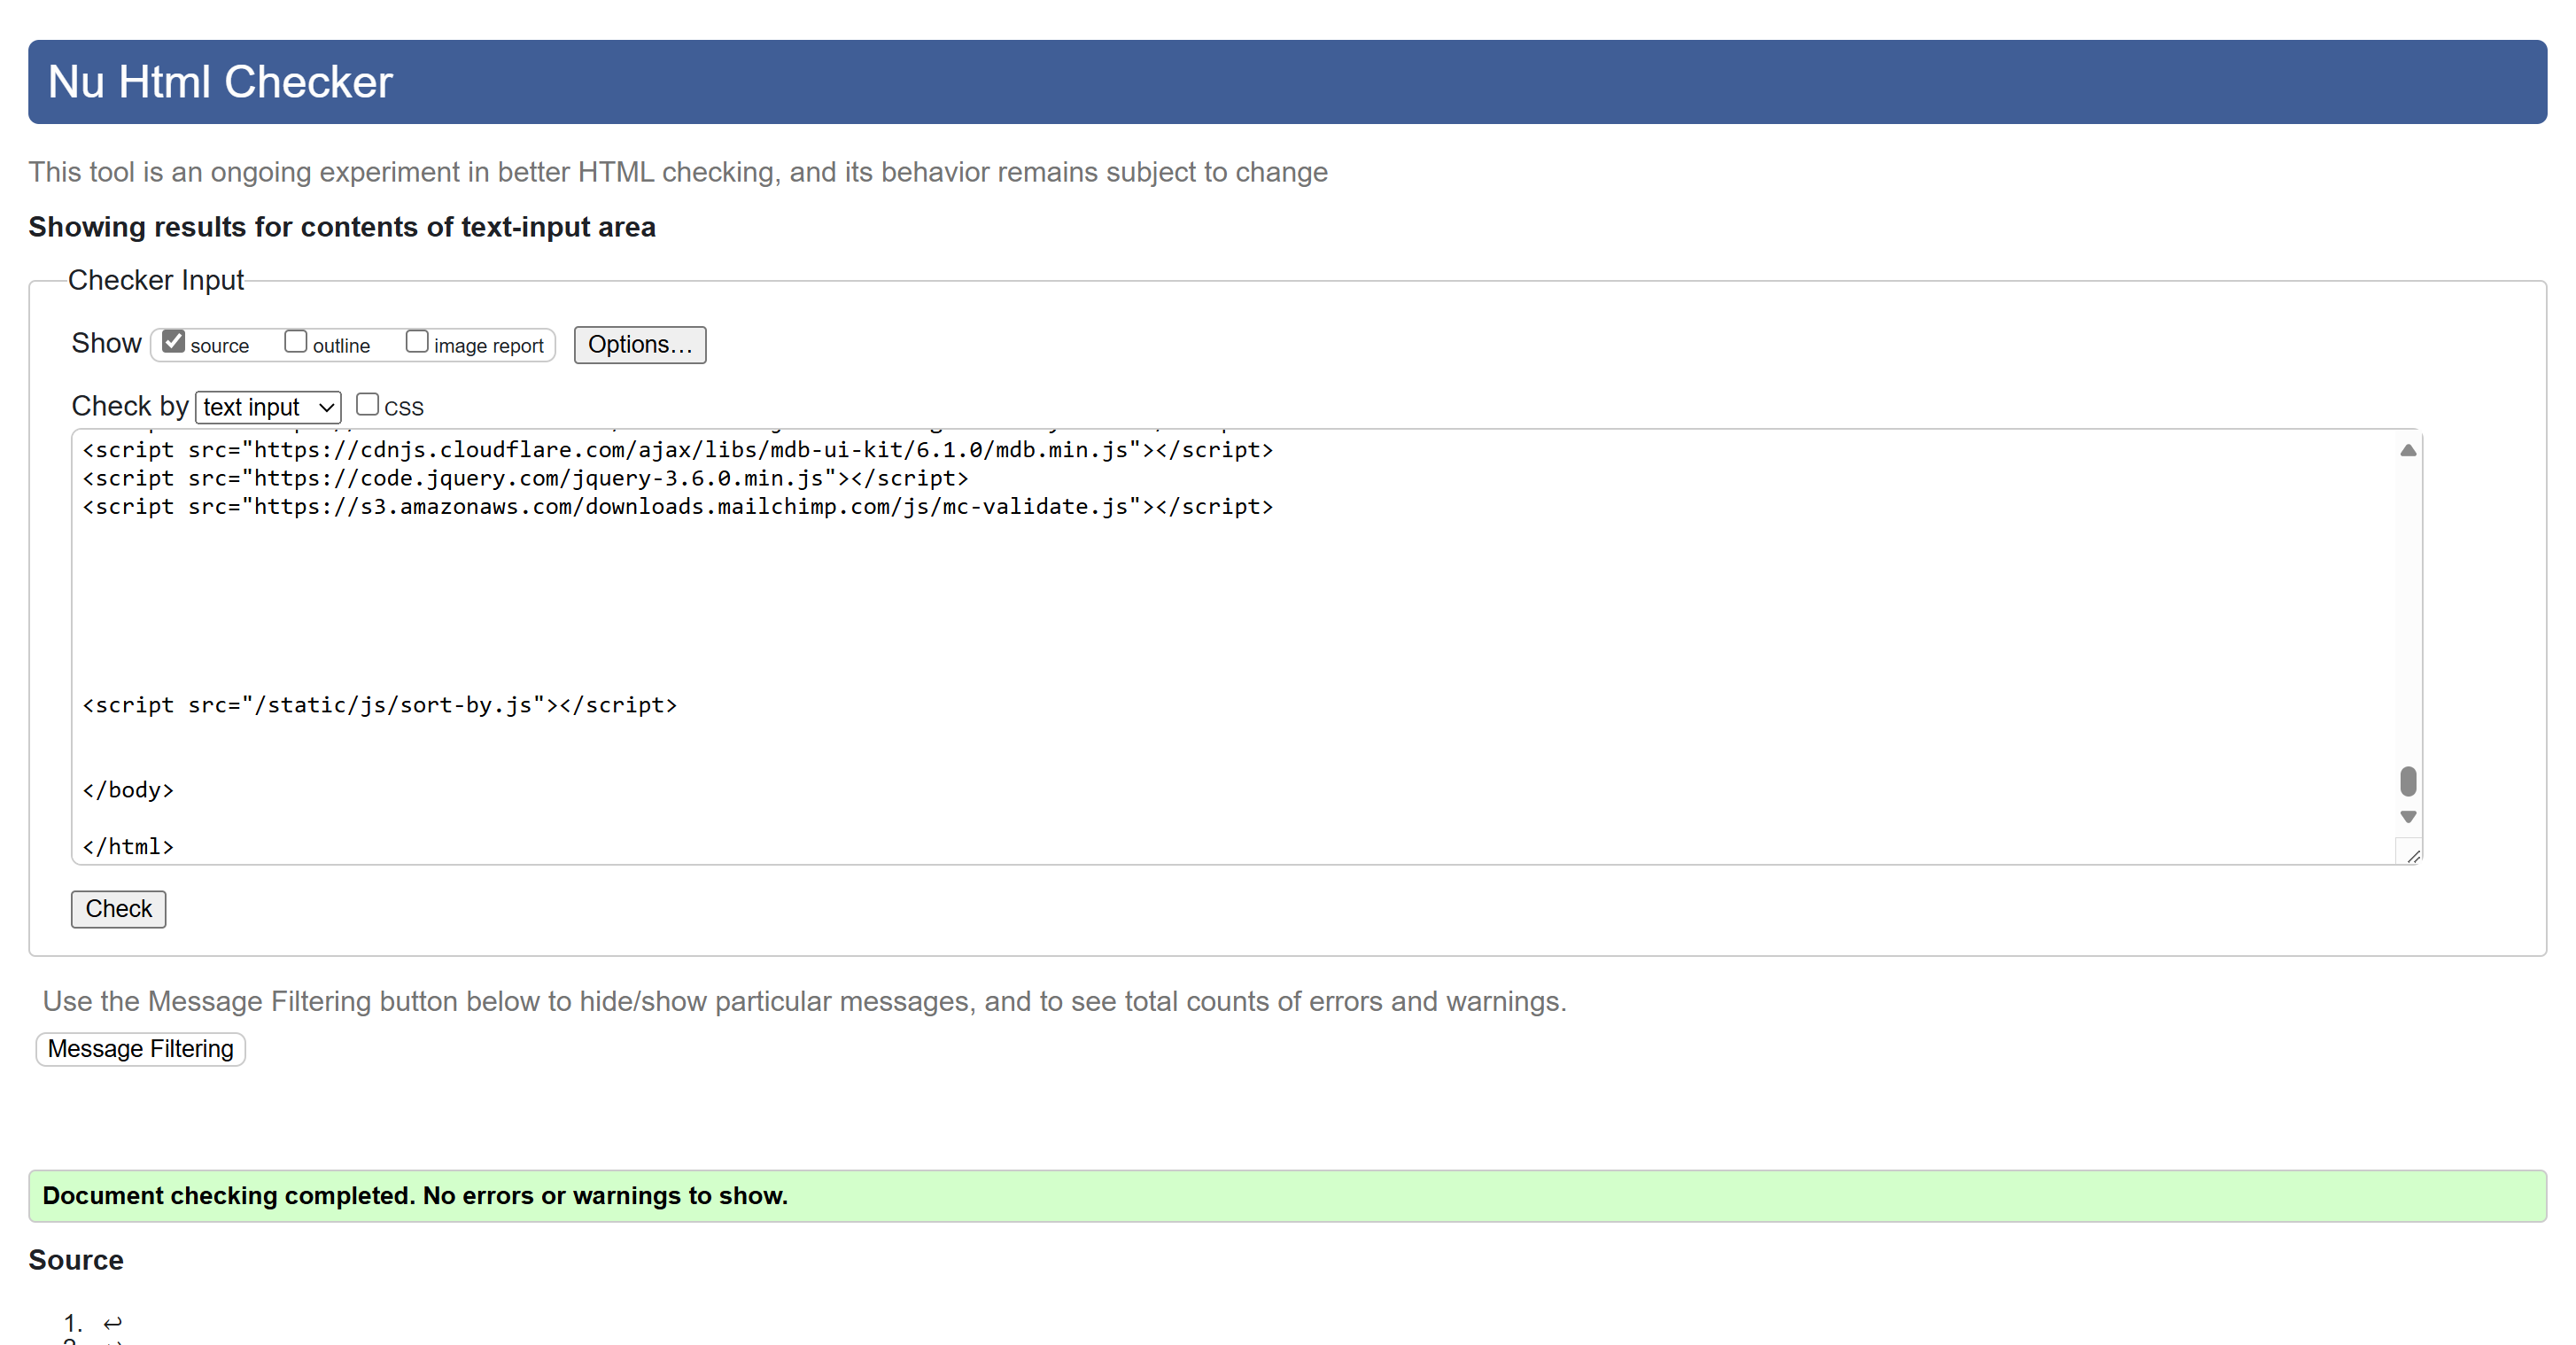 Nu Html Checker
This tool is an ongoing experiment in better HTML checking, and its behavior remains subject to change
Showing results for contents of text-input area
Checker Input
Show source outline image report Options...
Check by text input CSS
<script src="https://cdnjs.cloudflare.com/ajax/libs/mdb-ui-kit/6.1.0/mdb.min.js"></script>
<script src="https://code.jquery.com/jquery-3.6.0.min.js"></script>
<script src="https://s3.amazonaws.com/downloads.mailchimp.com/js/mc-validate.js"></script>
<script src="/static/js/sort-by.js"></script>
</body>
</html>
Check
Use the Message Filtering button below to hide/show particular messages, and to see total counts of errors and warnings.
Message Filtering
Document checking completed. No errors or warnings to show.
Source
1. ↩